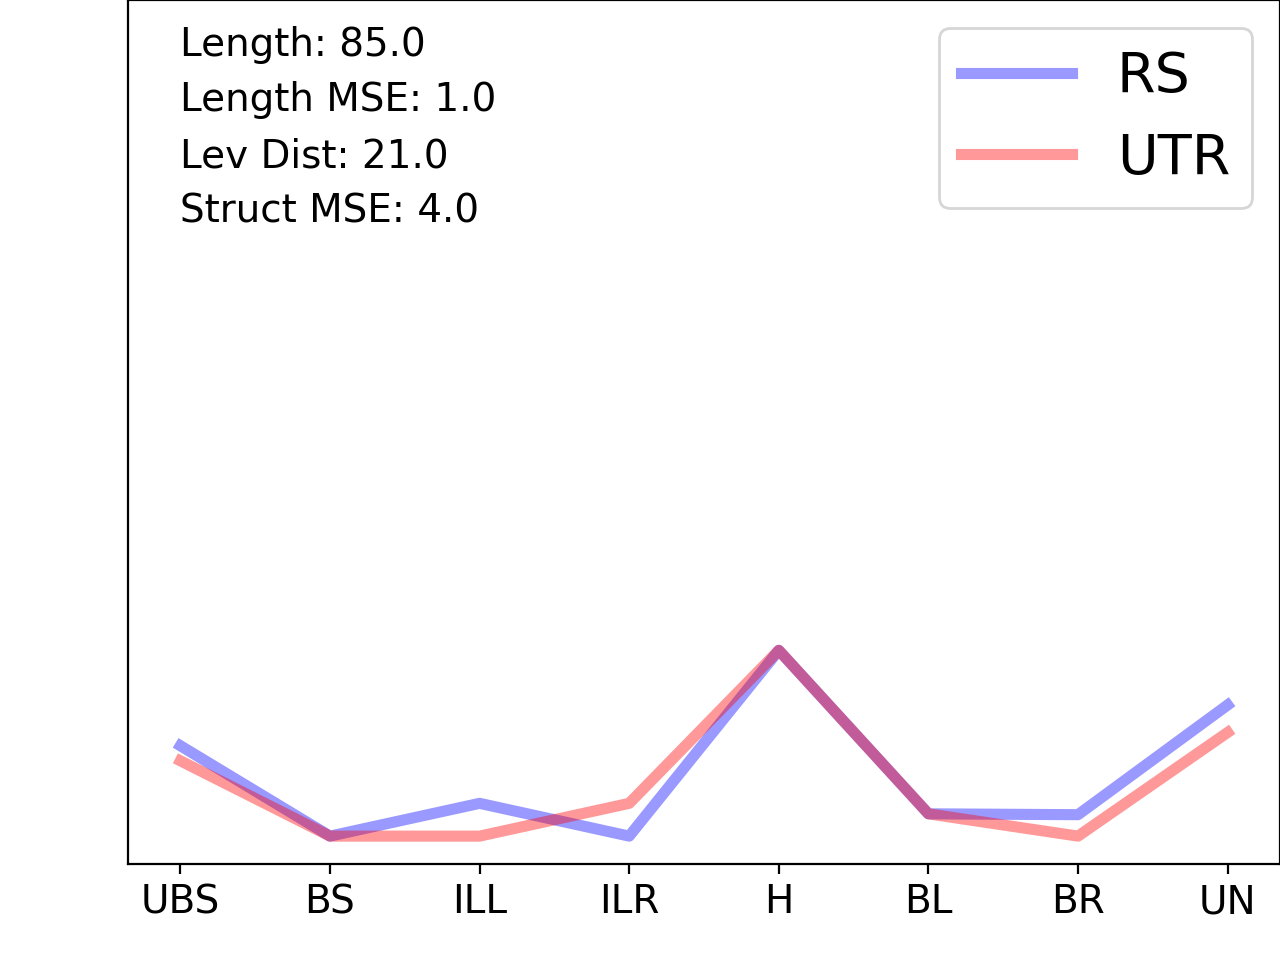 Length: 85.0
Length MSE: 1.0
Lev Dist: 21.0
Struct MSE: 4.0
RS
UTR
UBS BS ILL ILR H BL BR UN